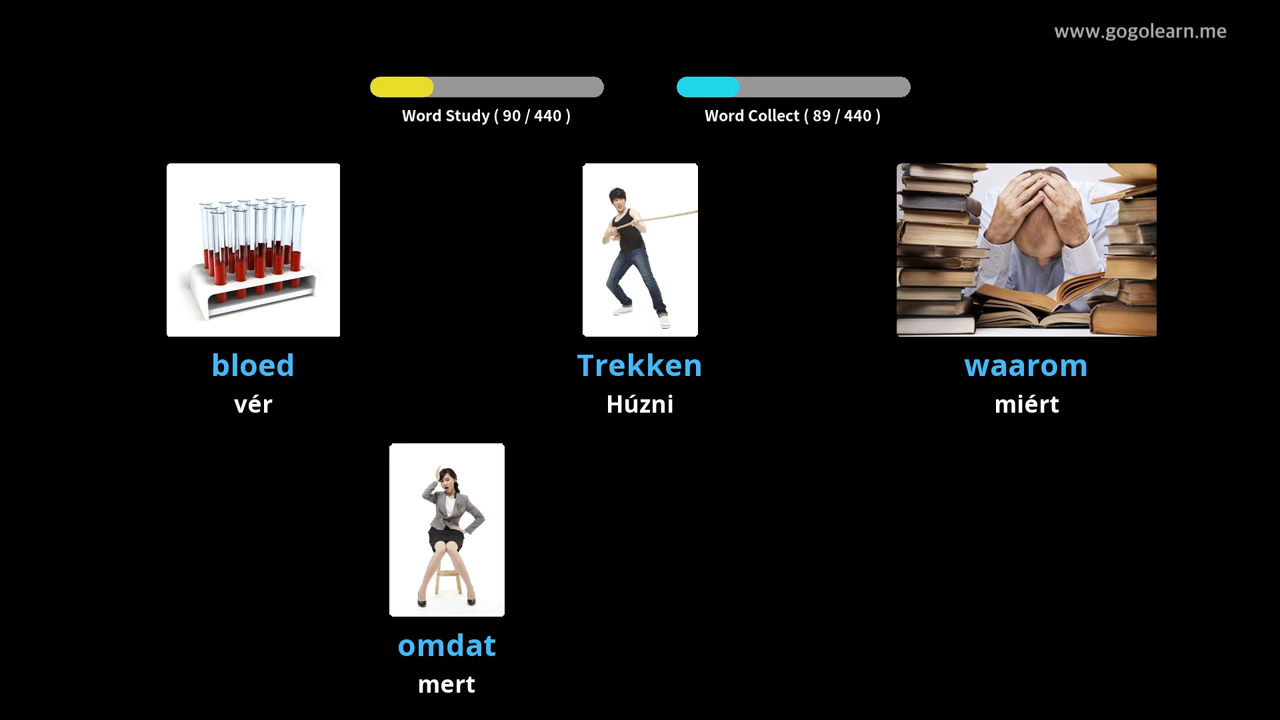 www.gogolearn.me
Word Study ( 90 / 440 )
Word Collect ( 89 / 440 )
bloed
vér
Trekken
Húzni
waarom
miért
omdat
mert